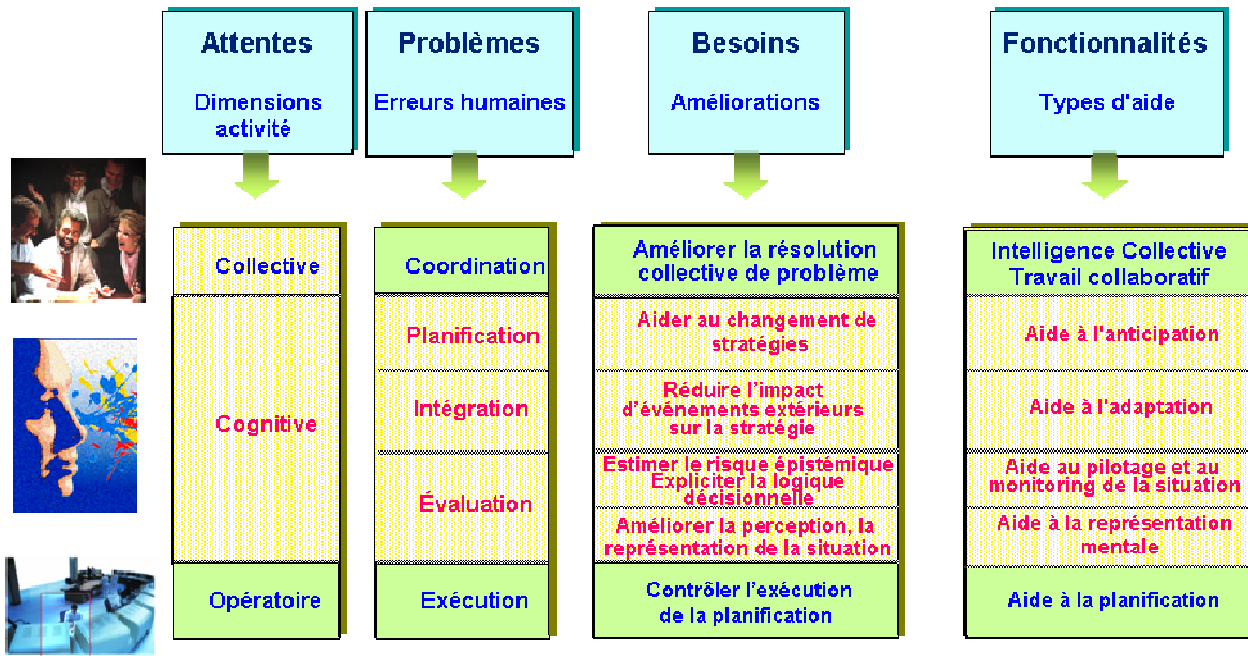 Attentes
Dimensions
activité
Problèmes
Erreurs humaines
Besoins
Améliorations
Fonctionnalités
Types d'aide
Collective
Cognitive
Opératoire
Coordination
Planification
Intégration
Évaluation
Exécution
Améliorer la résolution
collective de problème
Aider au changement de
stratégies
Réduire l'impact
d'événements extérieurs
sur la stratégie
Estimer le risque épistémique
Expliciter la logique
décisionnelle
Améliorer la perception, la
représentation de la situation
Contrôler l'exécution
de la planification
Intelligence Collective
Travail collaboratif
Aide à l'anticipation
Aide à l'adaptation
Aide au pilotage et au
monitoring de la situation
Aide à la représentation
mentale
Aide à la planification